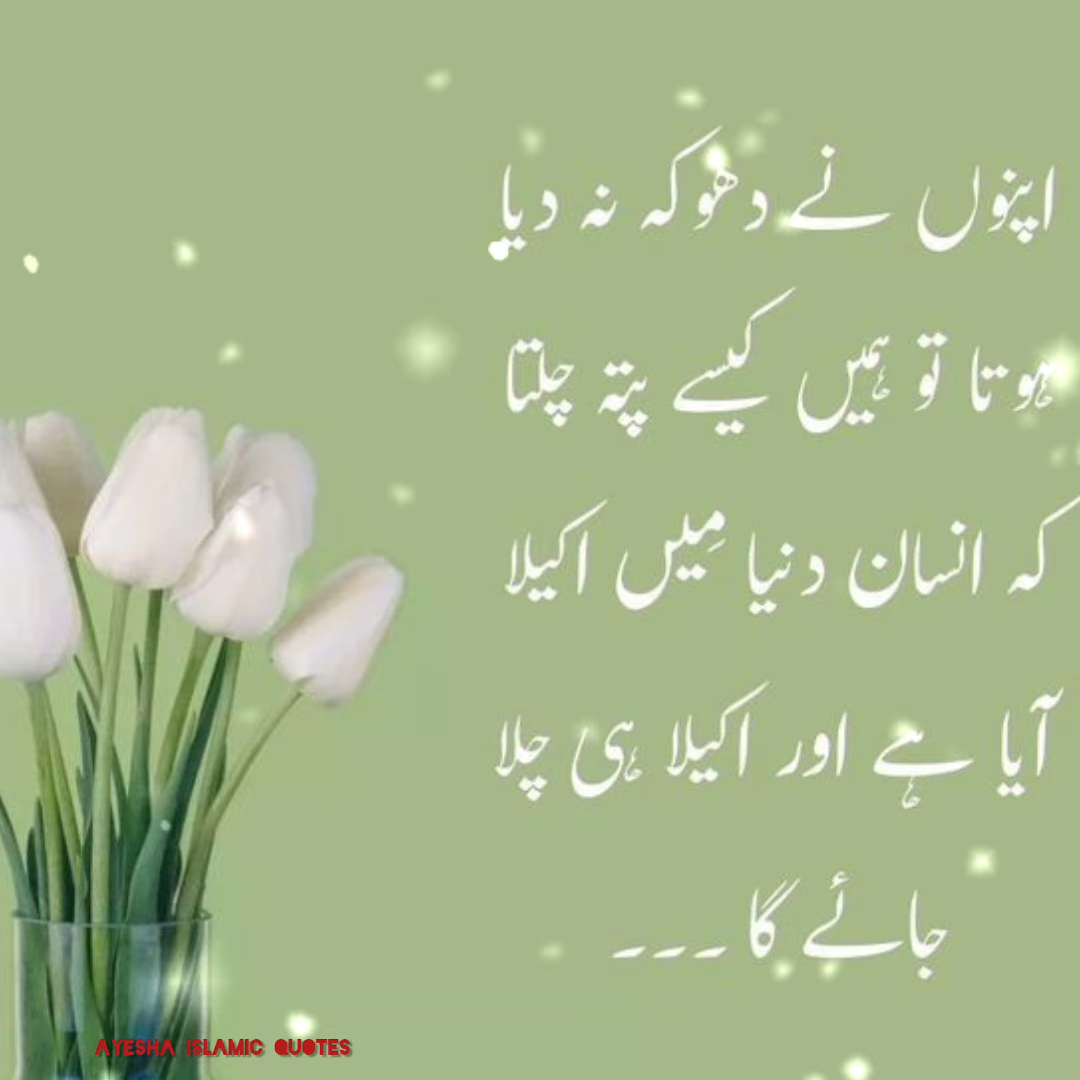 اپنوں نے دھوکہ نہ دیا
ہوتا تو ہمیں کیسے پتہ چلتا
کہ انسان دنیا مِیں اکیلا
آیا ہے اور اکیلا ہی چلا
جائے گا ۔۔۔
AYESHA ISLAMIC QUOTES